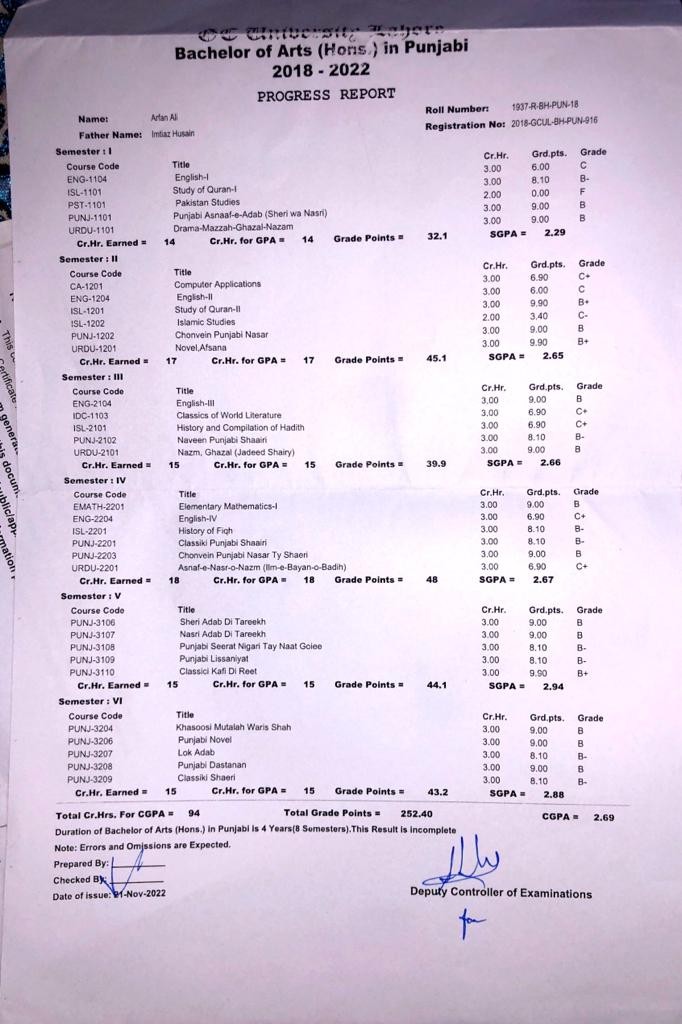 GC University Lahore
Bachelor of Arts (Hons.) in Punjabi
2018 - 2022
PROGRESS REPORT
Name: Arfan Ali Roll Number: 1937-R-BH-PUN-18
Father Name: Imtiaz Husain Registration No: 2018-GCUL-BH-PUN-916
Semester : I
Course Code Title Cr.Hr. Grd.pts. Grade
ENG-1104 English-I 3.00 6.00 C
ISL-1101 Study of Quran-I 3.00 8.10 B-
PST-1101 Pakistan Studies 2.00 0.00 F
PUNJ-1101 Punjabi Asnaaf-e-Adab (Sheri wa Nasri) 3.00 9.00 B
URDU-1101 Drama-Mazzah-Ghazal-Nazam 3.00 9.00 B
Cr.Hr. Earned = 14 Cr.Hr. for GPA = 14 Grade Points = 32.1 SGPA = 2.29
Semester : II
Course Code Title Cr.Hr. Grd.pts. Grade
CA-1201 Computer Applications 3.00 6.90 C+
ENG-1204 English-II 3.00 6.00 C
ISL-1201 Study of Quran-II 3.00 9.90 B+
ISL-1202 Islamic Studies 2.00 3.40 C-
PUNJ-1202 Chonvein Punjabi Nasar 3.00 9.00 B
URDU-1201 Novel,Afsana 3.00 9.90 B+
Cr.Hr. Earned = 17 Cr.Hr. for GPA = 17 Grade Points = 45.1 SGPA = 2.65
Semester : III
Course Code Title Cr.Hr. Grd.pts. Grade
ENG-2104 English-III 3.00 9.00 B
IDC-1103 Classics of World Literature 3.00 6.90 C+
ISL-2101 History and Compilation of Hadith 3.00 6.90 C+
PUNJ-2102 Naveen Punjabi Shaairi 3.00 8.10 B-
URDU-2101 Nazm, Ghazal (Jadeed Shairy) 3.00 9.00 B
Cr.Hr. Earned = 15 Cr.Hr. for GPA = 15 Grade Points = 39.9 SGPA = 2.66
Semester : IV
Course Code Title Cr.Hr. Grd.pts. Grade
EMATH-2201 Elementary Mathematics-I 3.00 9.00 B
ENG-2204 English-IV 3.00 6.90 C+
ISL-2201 History of Fiqh 3.00 8.10 B-
PUNJ-2201 Classiki Punjabi Shaairi 3.00 8.10 B-
PUNJ-2203 Chonvein Punjabi Nasar Ty Shaeri 3.00 9.00 B
URDU-2201 Asnaf-e-Nasr-o-Nazm (Ilm-e-Bayan-o-Badih) 3.00 6.90 C+
Cr.Hr. Earned = 18 Cr.Hr. for GPA = 18 Grade Points = 48 SGPA = 2.67
Semester : V
Course Code Title Cr.Hr. Grd.pts. Grade
PUNJ-3106 Sheri Adab Di Tareekh 3.00 9.00 B
PUNJ-3107 Nasri Adab Di Tareekh 3.00 9.00 B
PUNJ-3108 Punjabi Seerat Nigari Tay Naat Goiee 3.00 8.10 B-
PUNJ-3109 Punjabi Lissaniyat 3.00 8.10 B-
PUNJ-3110 Classici Kafi Di Reet 3.00 9.90 B+
Cr.Hr. Earned = 15 Cr.Hr. for GPA = 15 Grade Points = 44.1 SGPA = 2.94
Semester : VI
Course Code Title Cr.Hr. Grd.pts. Grade
PUNJ-3204 Khasoosi Mutalah Waris Shah 3.00 9.00 B
PUNJ-3206 Punjabi Novel 3.00 9.00 B
PUNJ-3207 Lok Adab 3.00 8.10 B-
PUNJ-3208 Punjabi Dastanan 3.00 9.00 B
PUNJ-3209 Classiki Shaeri 3.00 8.10 B-
Cr.Hr. Earned = 15 Cr.Hr. for GPA = 15 Grade Points = 43.2 SGPA = 2.88
Total Cr.Hrs. For CGPA = 94 Total Grade Points = 252.40 CGPA = 2.69
Duration of Bachelor of Arts (Hons.) in Punjabi is 4 Years(8 Semesters).This Result is Incomplete
Note: Errors and Omissions are Expected.
Prepared By:
Checked By:
Date of issue: 21-Nov-2022 Deputy Controller of Examinations
for